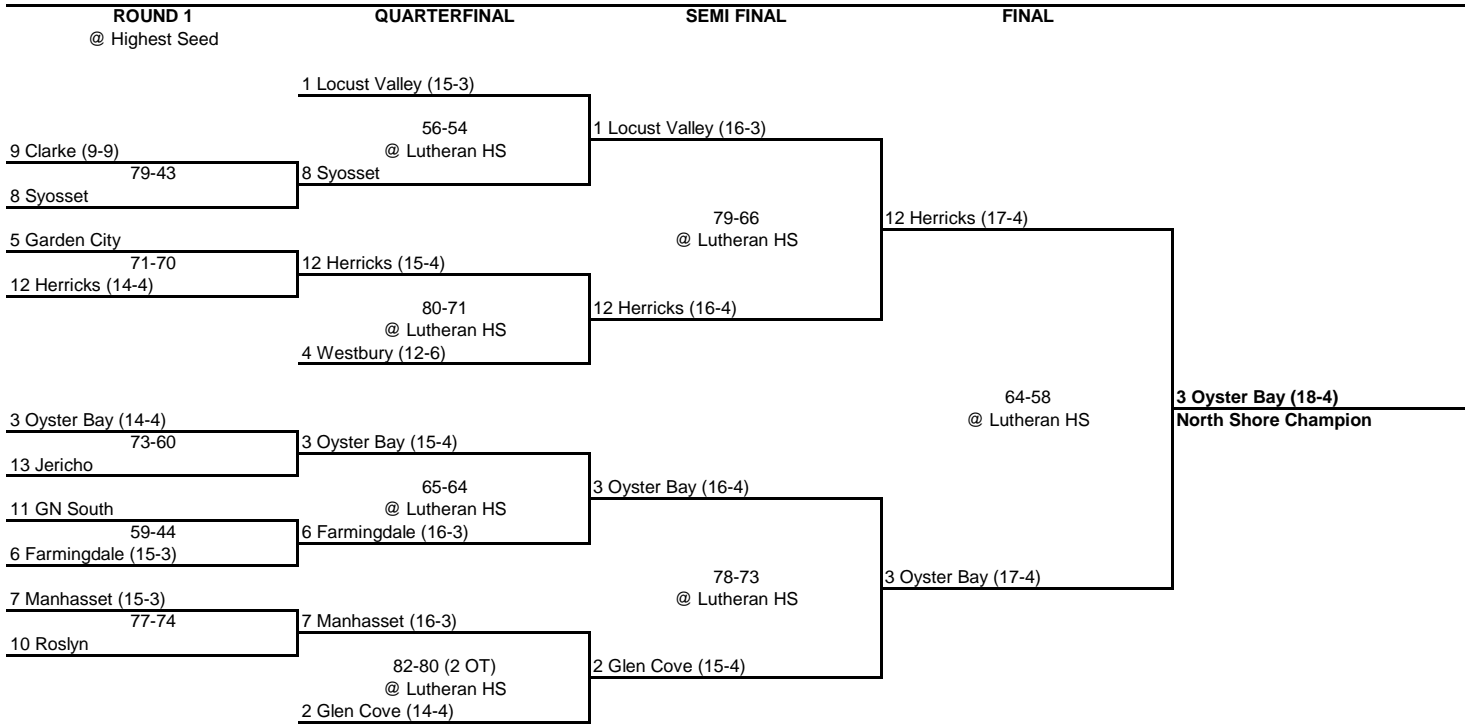 ROUND 1
@ Highest Seed
QUARTERFINAL
SEMI FINAL
FINAL
9 Clarke (9-9)
79-43
8 Syosset
5 Garden City
71-70
12 Herricks (14-4)
3 Oyster Bay (14-4)
73-60
13 Jericho
11 GN South
59-44
6 Farmingdale (15-3)
7 Manhasset (15-3)
77-74
10 Roslyn
1 Locust Valley (15-3)
56-54
@ Lutheran HS
8 Syosset
12 Herricks (15-4)
80-71
@ Lutheran HS
4 Westbury (12-6)
3 Oyster Bay (15-4)
65-64
@ Lutheran HS
6 Farmingdale (16-3)
7 Manhasset (16-3)
82-80 (2 OT)
@ Lutheran HS
2 Glen Cove (14-4)
1 Locust Valley (16-3)
79-66
@ Lutheran HS
12 Herricks (16-4)
3 Oyster Bay (16-4)
78-73
@ Lutheran HS
2 Glen Cove (15-4)
12 Herricks (17-4)
64-58
@ Lutheran HS
3 Oyster Bay (17-4)
3 Oyster Bay (18-4)
North Shore Champion